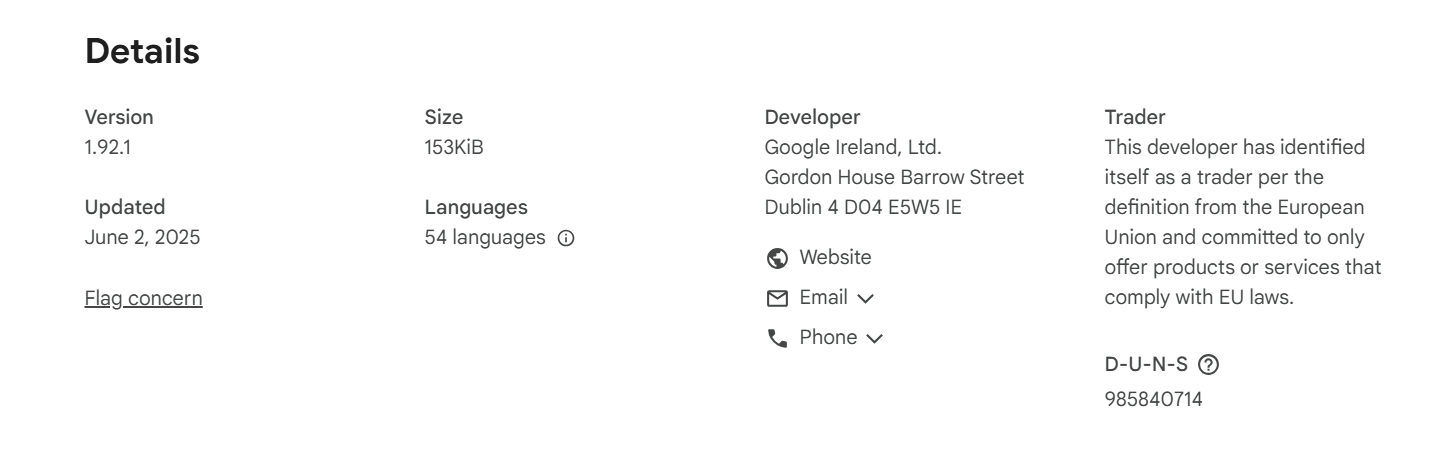 Details
Version
1.92.1
Updated
June 2, 2025
Flag concern
Size
153KiB
Languages
54 languages
Developer
Google Ireland, Ltd.
Gordon House Barrow Street
Dublin 4 D04 E5W5 IE
Website
Email
Phone
Trader
This developer has identified
itself as a trader per the
definition from the European
Union and committed to only
offer products or services that
comply with EU laws.
D-U-N-S
985840714